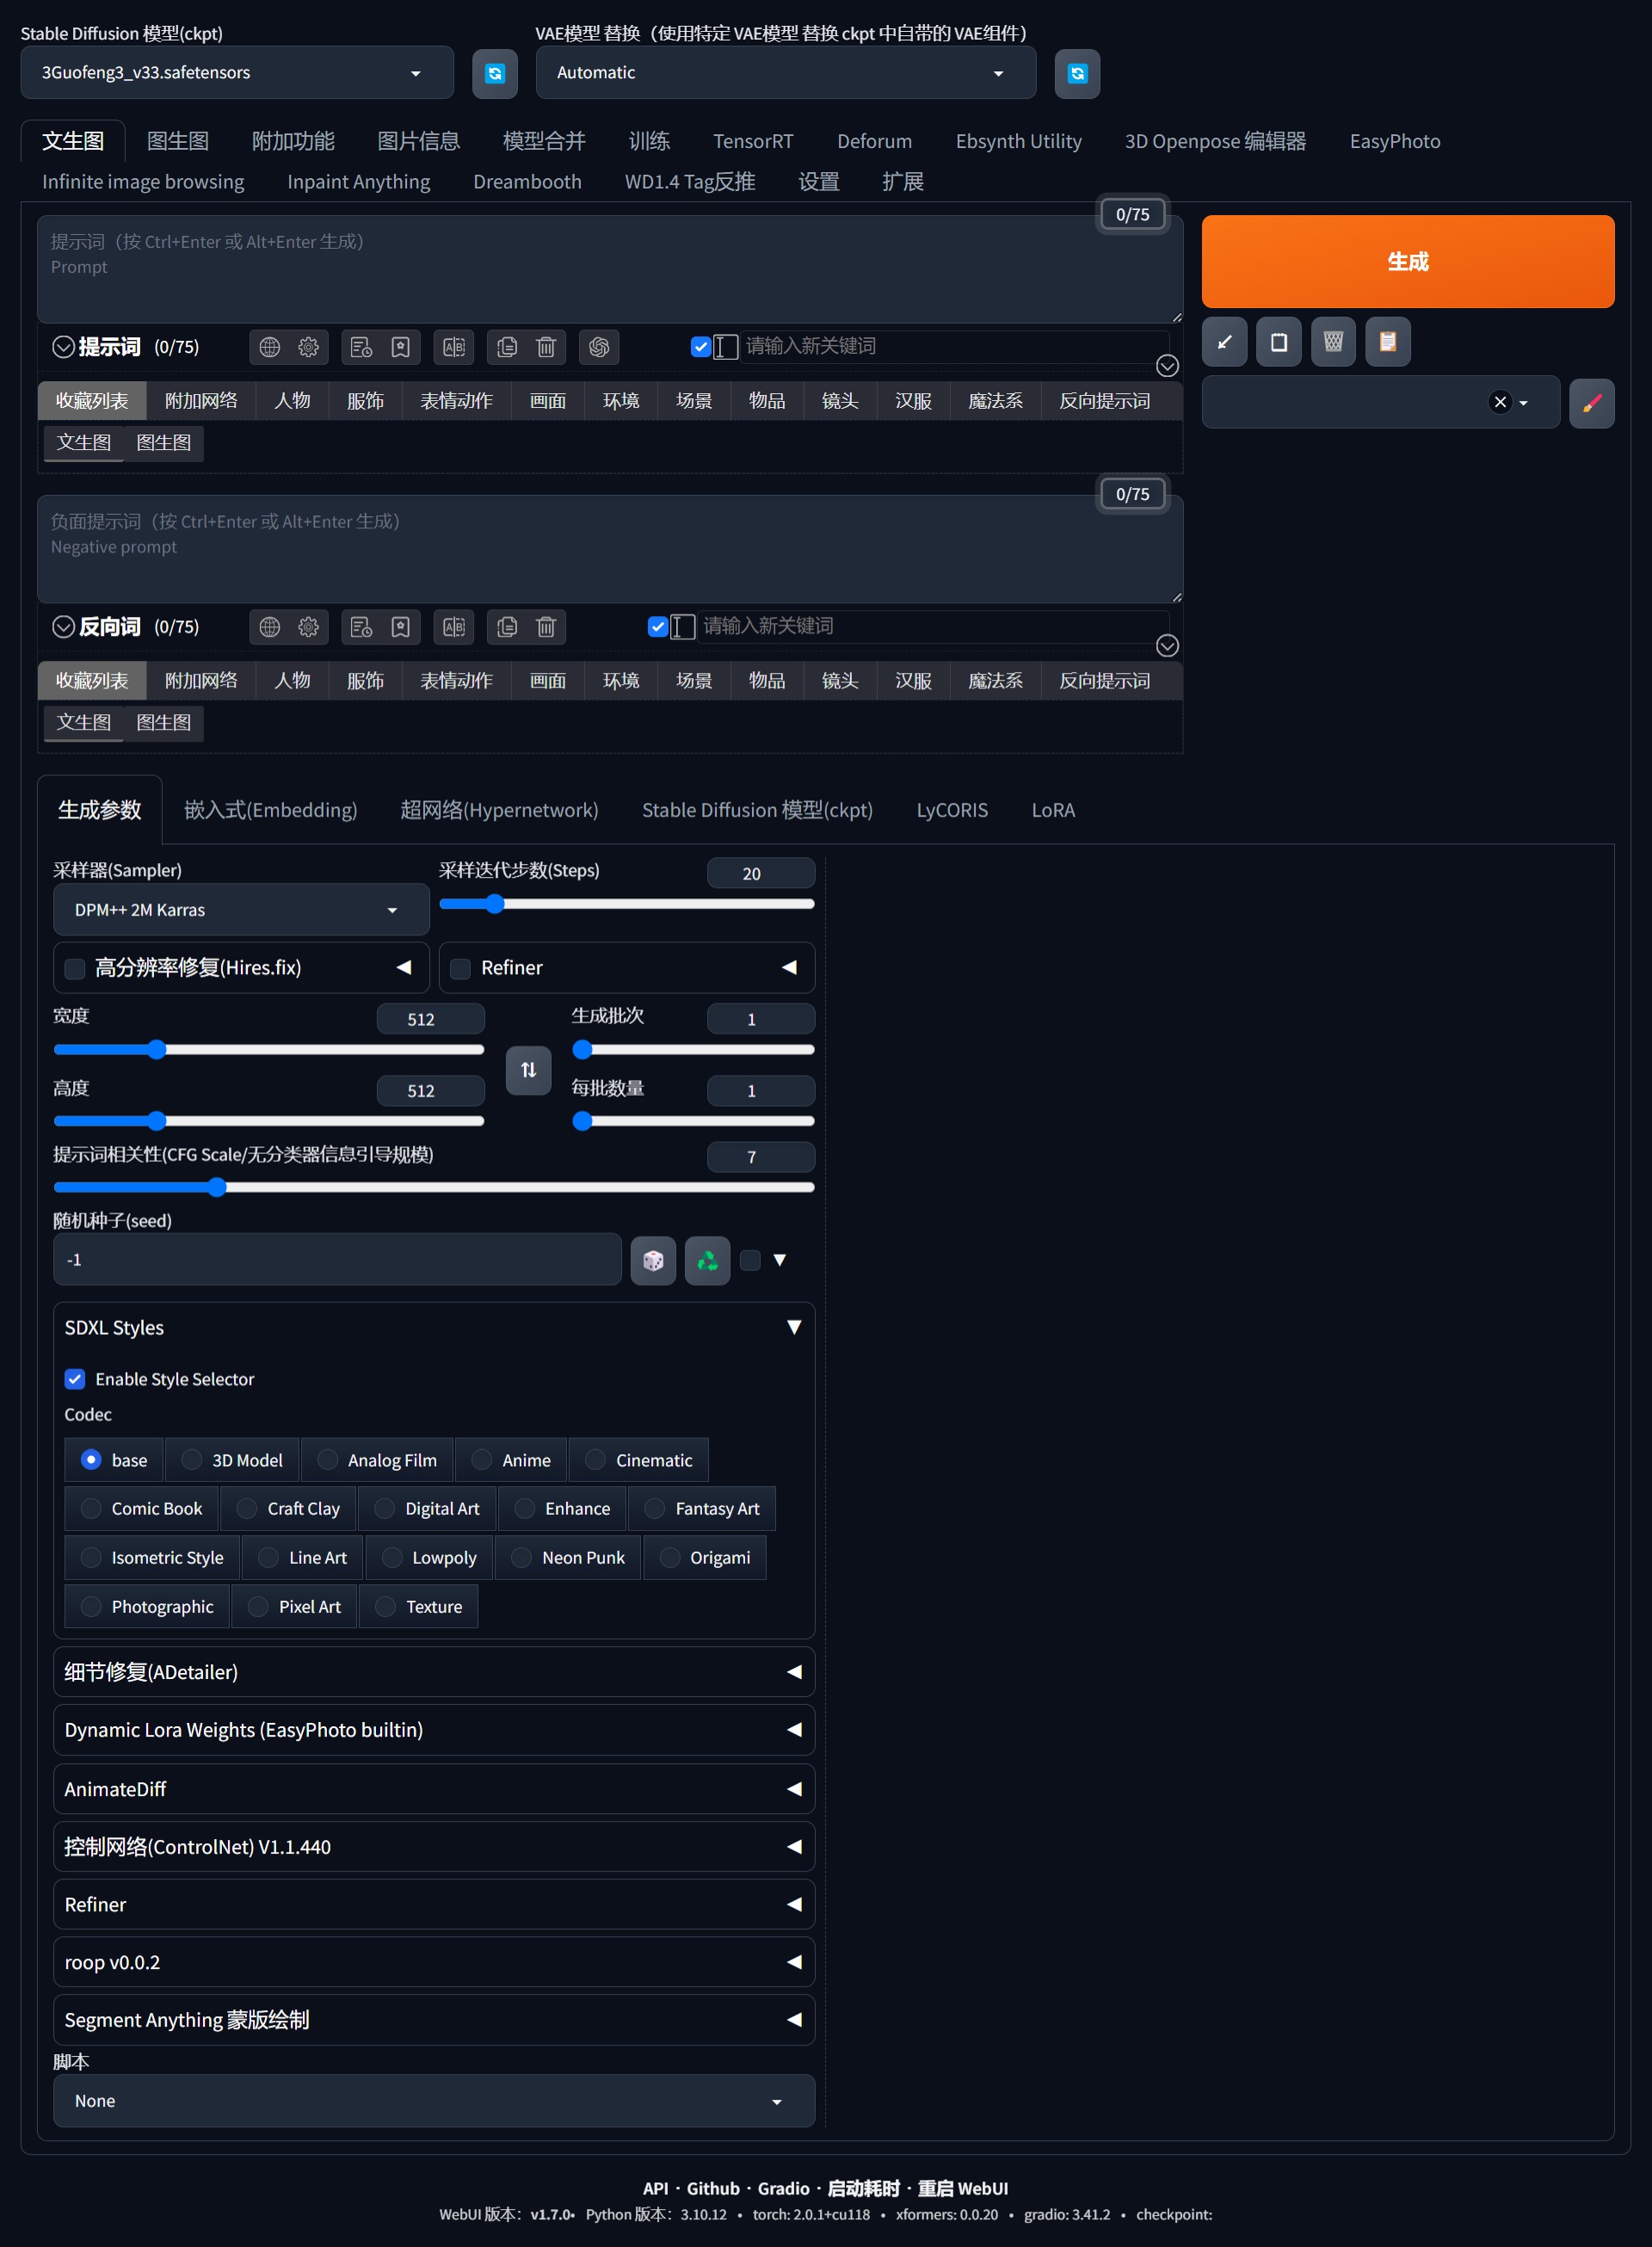 Stable Diffusion 模型(ckpt)
VAE模型 替换（使用特定 VAE模型 替换 ckpt 中自带的 VAE组件）
3Guofeng3_v33.safetensors
Automatic
文生图 图生图 附加功能 图片信息 模型合并 训练 TensorRT Deforum Ebsynth Utility 3D Openpose 编辑器 EasyPhoto
Infinite image browsing Inpaint Anything Dreambooth WD1.4 Tag反推 设置 扩展
0/75
提示词（按 Ctrl+Enter 或 Alt+Enter 生成）
Prompt
生成
提示词 (0/75) 请输入新关键词
收藏列表 附加网络 人物 服饰 表情动作 画面 环境 场景 物品 镜头 汉服 魔法系 反向提示词
文生图 图生图
0/75
负面提示词（按 Ctrl+Enter 或 Alt+Enter 生成）
Negative prompt
反向词 (0/75) 请输入新关键词
收藏列表 附加网络 人物 服饰 表情动作 画面 环境 场景 物品 镜头 汉服 魔法系 反向提示词
文生图 图生图
生成参数 嵌入式(Embedding) 超网络(Hypernetwork) Stable Diffusion 模型(ckpt) LyCORIS LoRA
采样器(Sampler) 采样迭代步数(Steps) 20
DPM++ 2M Karras
高分辨率修复(Hires.fix) Refiner
宽度 512 生成批次 1
高度 512 每批数量 1
提示词相关性(CFG Scale/无分类器信息引导规模) 7
随机种子(seed)
-1
SDXL Styles
Enable Style Selector
Codec
base 3D Model Analog Film Anime Cinematic
Comic Book Craft Clay Digital Art Enhance Fantasy Art
Isometric Style Line Art Lowpoly Neon Punk Origami
Photographic Pixel Art Texture
细节修复(ADetailer)
Dynamic Lora Weights (EasyPhoto builtin)
AnimateDiff
控制网络(ControlNet) V1.1.440
Refiner
roop v0.0.2
Segment Anything 蒙版绘制
脚本
None
API · Github · Gradio · 启动耗时 · 重启 WebUI
WebUI 版本：v1.7.0• Python 版本：3.10.12 • torch: 2.0.1+cu118 • xformers: 0.0.20 • gradio: 3.41.2 • checkpoint: